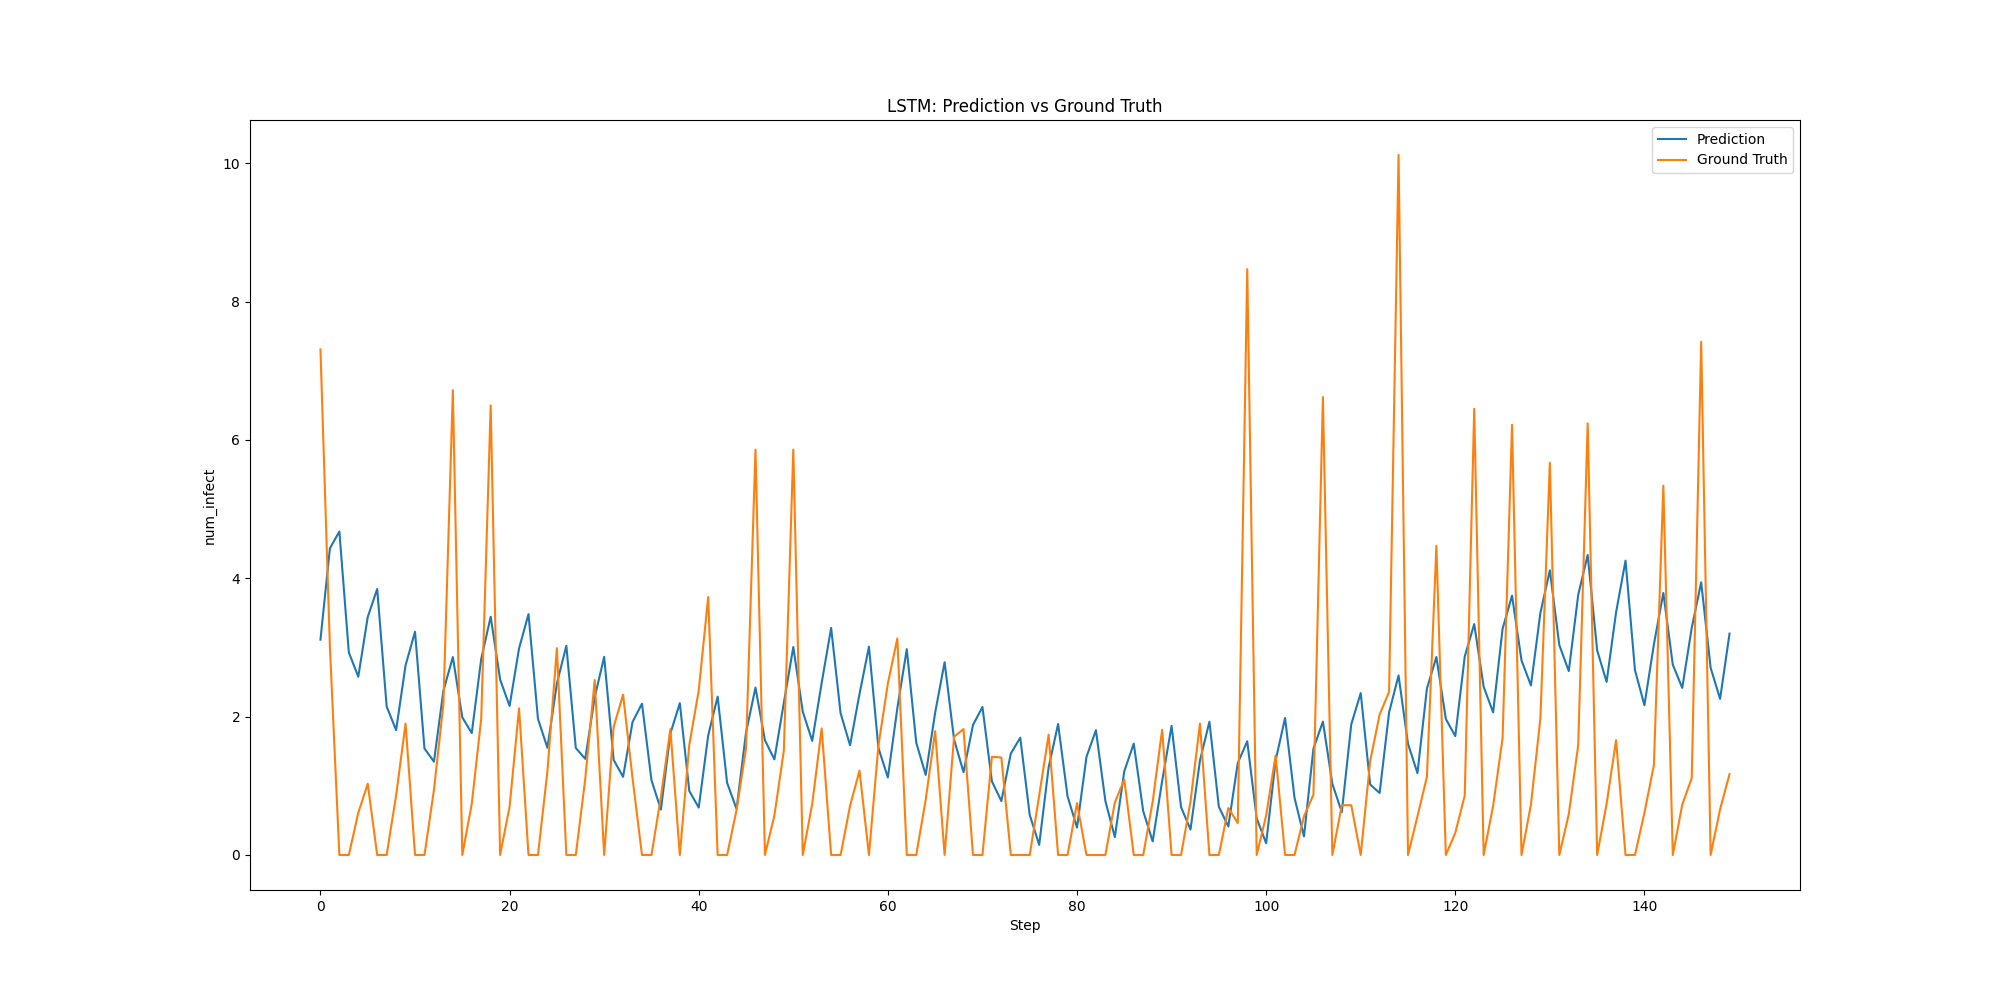 LSTM: Prediction vs Ground Truth
Prediction
Ground Truth
10
8
6
4
2
0
num_infect
0 20 40 60 80 100 120 140
Step